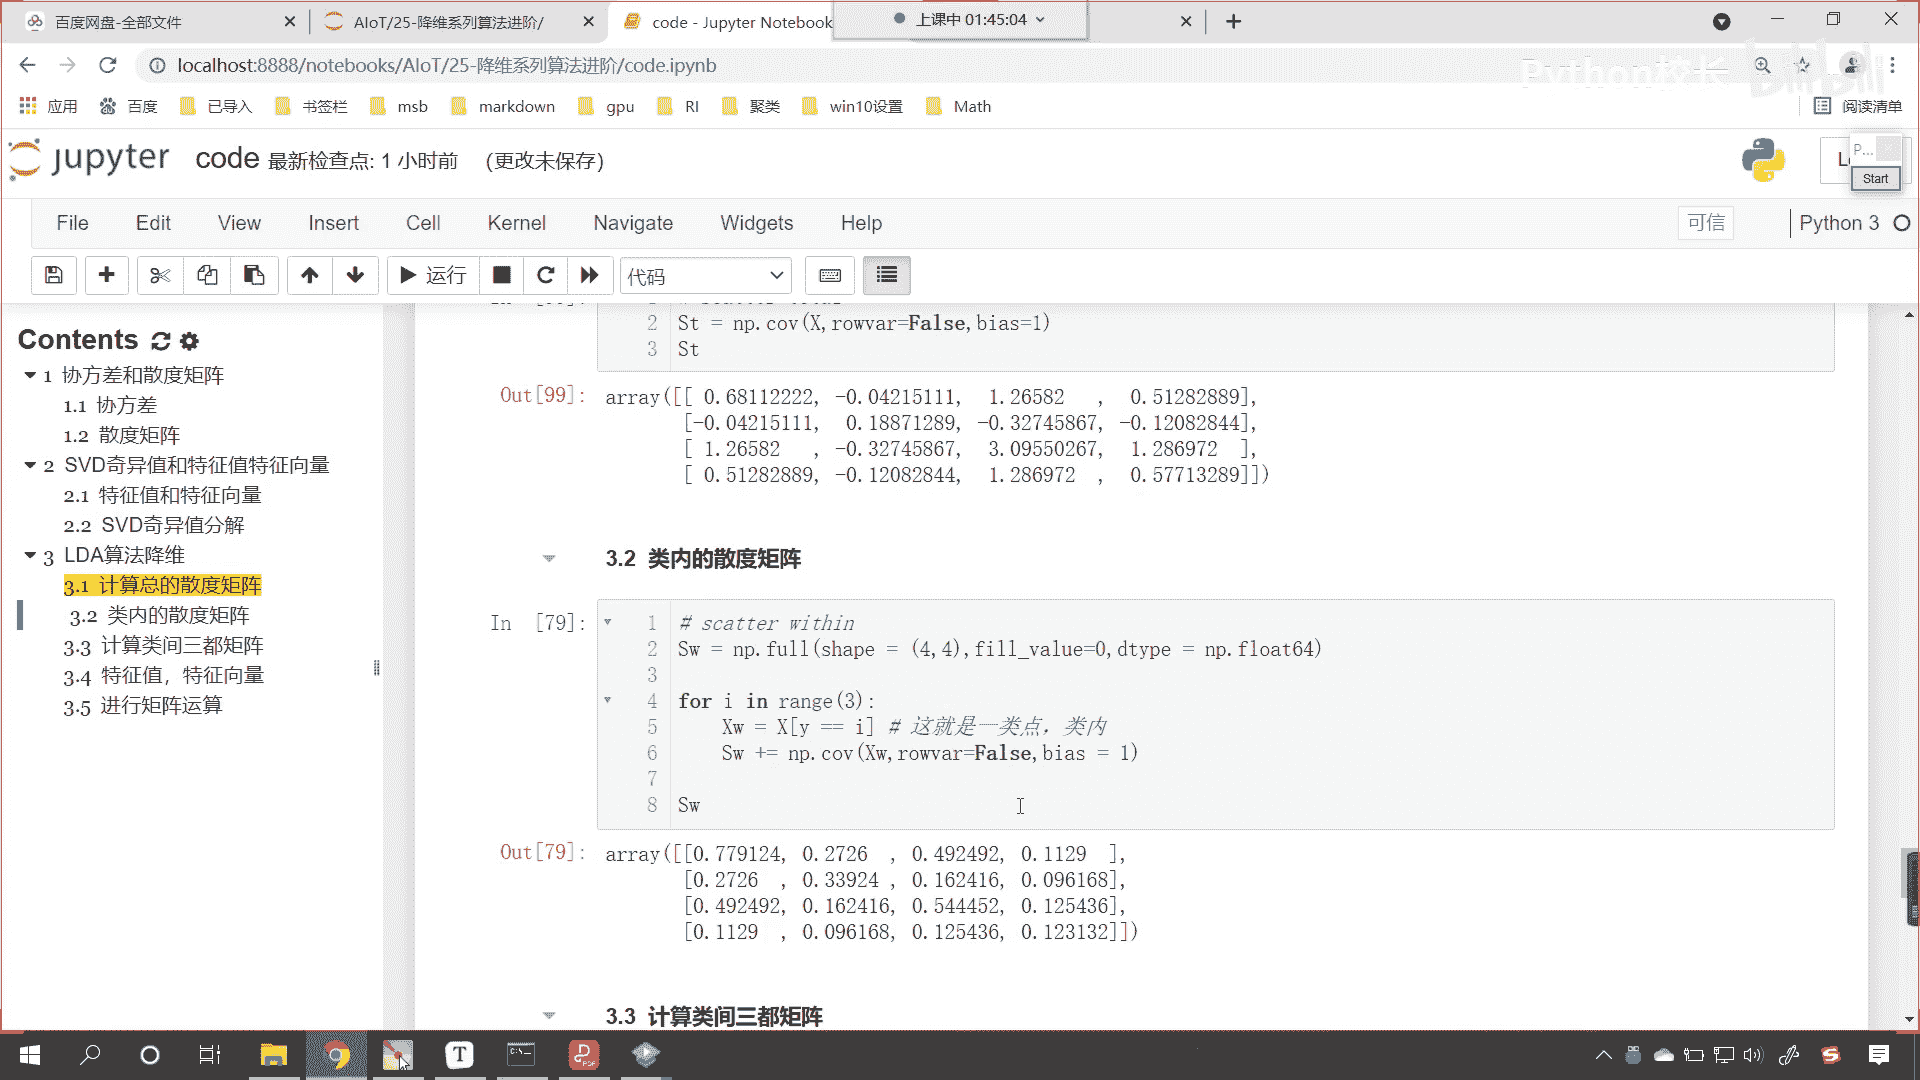 百度网盘-全部文件
AIoT/25-降维系列算法进阶/
code - Jupyter Notebook
上课中 01:45:04
localhost:8888/notebooks/AIoT/25-降维系列算法进阶/code.ipynb
Python校长
bilibili
应用
百度
已导入
书签栏
msb
markdown
gpu
RI
聚类
win10设置
Math
阅读清单
jupyter
code 最新检查点: 1 小时前 (更改未保存)
P...
Start
File
Edit
View
Insert
Cell
Kernel
Navigate
Widgets
Help
可信
Python 3
运行
代码
Contents
1 协方差和散度矩阵
1.1 协方差
1.2 散度矩阵
2 SVD奇异值和特征值特征向量
2.1 特征值和特征向量
2.2 SVD奇异值分解
3 LDA算法降维
3.1 计算总的散度矩阵
3.2 类内的散度矩阵
3.3 计算类间三都矩阵
3.4 特征值，特征向量
3.5 进行矩阵运算
2 St = np.cov(X,rowvar=False,bias=1)
3 St
Out[99]: array([[ 0.68112222, -0.04215111,  1.26582   ,  0.51282889],
[-0.04215111,  0.18871289, -0.32745867, -0.12082844],
[ 1.26582   , -0.32745867,  3.09550267,  1.286972  ],
[ 0.51282889, -0.12082844,  1.286972  ,  0.57713289]])
3.2 类内的散度矩阵
In [79]:
1 # scatter within
2 Sw = np.full(shape = (4,4),fill_value=0,dtype = np.float64)
3
4 for i in range(3):
5     Xw = X[y == i] # 这就是一类点，类内
6     Sw += np.cov(Xw,rowvar=False,bias = 1)
7
8 Sw
Out[79]: array([[0.779124, 0.2726  , 0.492492, 0.1129  ],
[0.2726  , 0.33924 , 0.162416, 0.096168],
[0.492492, 0.162416, 0.544452, 0.125436],
[0.1129  , 0.096168, 0.125436, 0.123132]])
3.3 计算类间三都矩阵